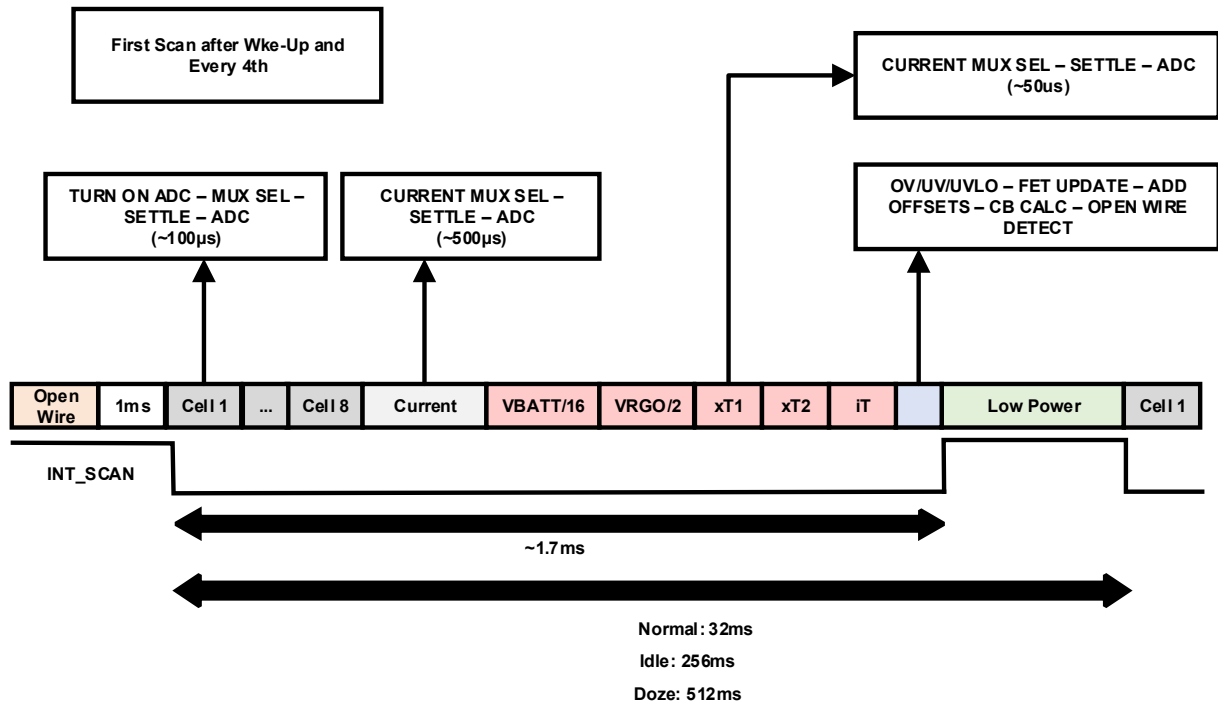 First Scan after Wke-Up and
Every 4th
CURRENT MUX SEL – SETTLE – ADC
(~50us)
TURN ON ADC – MUX SEL –
SETTLE – ADC
(~100µs)
CURRENT MUX SEL –
SETTLE – ADC
(~500µs)
OV/UV/UVLO – FET UPDATE – ADD
OFFSETS – CB CALC – OPEN WIRE
DETECT
Open
Wire
1ms
Cell 1
...
Cell 8
Current
VBATT/16
VRGO/2
xT1
xT2
iT
Low Power
Cell 1
INT_SCAN
~1.7ms
Normal: 32ms
Idle: 256ms
Doze: 512ms